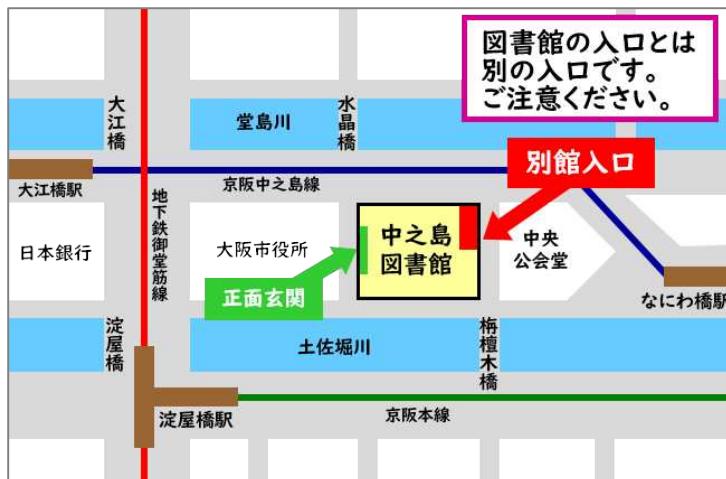 図書館の入口とは
別の入口です。
ご注意ください。
大江橋
堂島川
水晶橋
別館入口
大江橋駅
京阪中之島線
地下鉄御堂筋線
日本銀行
大阪市役所
中之島
図書館
中央
公会堂
正面玄関
なにわ橋駅
淀屋橋
土佐堀川
栴檀木橋
淀屋橋駅
京阪本線